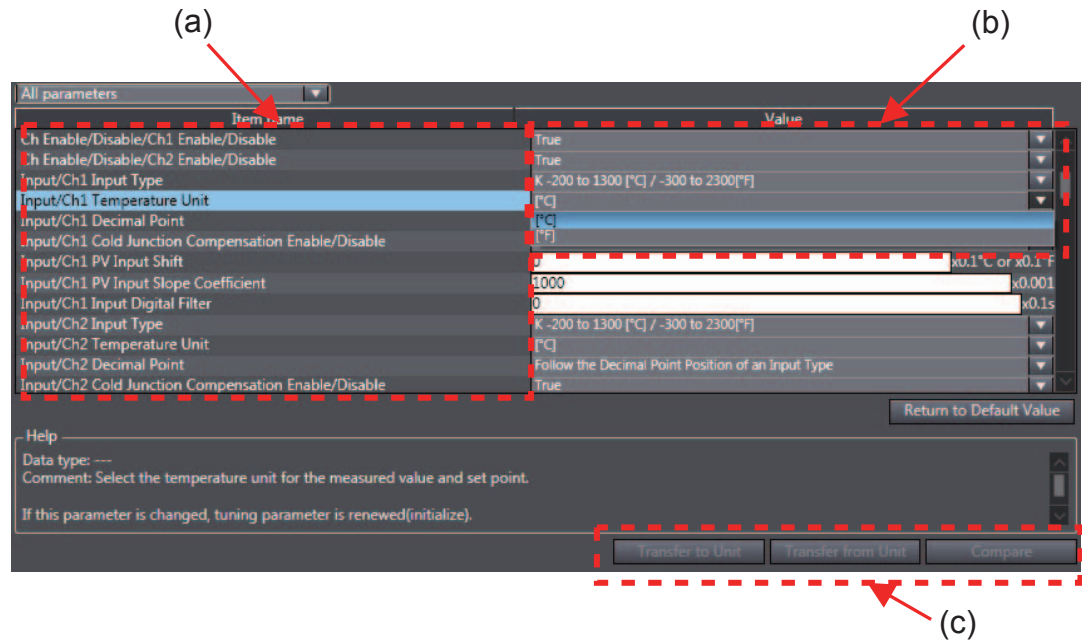 (a)
(b)
All parameters
Item name Value
Ch Enable/Disable/Ch1 Enable/Disable True
Ch Enable/Disable/Ch2 Enable/Disable True
Input/Ch1 Input Type K -200 to 1300 [°C] / -300 to 2300[°F]
Input/Ch1 Temperature Unit [°C]
Input/Ch1 Decimal Point [°C]
[°F]
Input/Ch1 Cold Junction Compensation Enable/Disable
Input/Ch1 PV Input Shift 0 x0.1°C or x0.1°F
Input/Ch1 PV Input Slope Coefficient 1000 x0.001
Input/Ch1 Input Digital Filter 0 x0.1s
Input/Ch2 Input Type K -200 to 1300 [°C] / -300 to 2300[°F]
Input/Ch2 Temperature Unit [°C]
Input/Ch2 Decimal Point Follow the Decimal Point Position of an Input Type
Input/Ch2 Cold Junction Compensation Enable/Disable True
Return to Default Value
Help
Data type: ---
Comment: Select the temperature unit for the measured value and set point.
If this parameter is changed, tuning parameter is renewed(initialize).
Transfer to Unit Transfer from Unit Compare
(c)